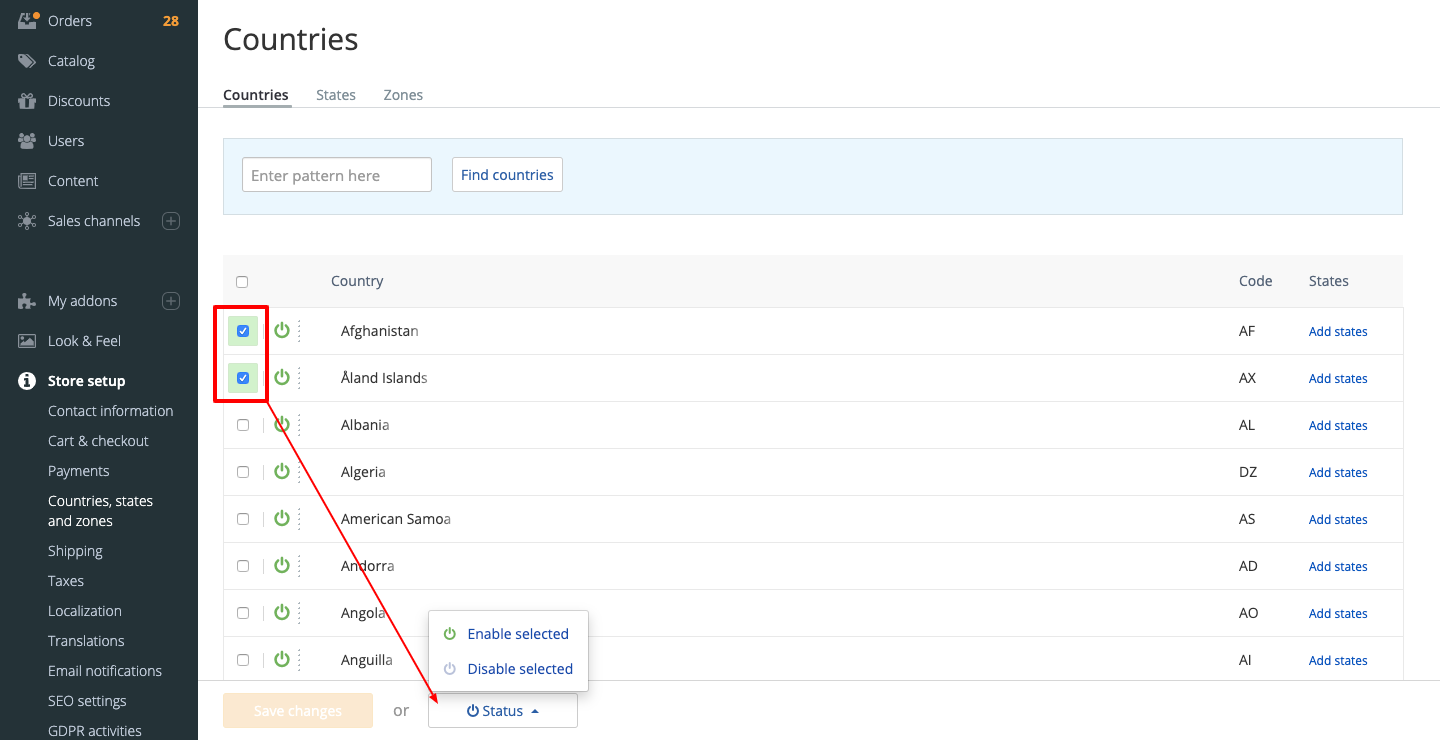 Orders 28
Catalog
Discounts
Users
Content
Sales channels
My addons
Look & Feel
Store setup
Contact information
Cart & checkout
Payments
Countries, states
and zones
Shipping
Taxes
Localization
Translations
Email notifications
SEO settings
GDPR activities
Countries
Countries States Zones
Enter pattern here Find countries
Country Code States
Afghanistan AF Add states
Åland Islands AX Add states
Albania AL Add states
Algeria DZ Add states
American Samoa AS Add states
Andorra AD Add states
Angola AO Add states
Anguilla AI Add states
Enable selected
Disable selected
Save changes or Status